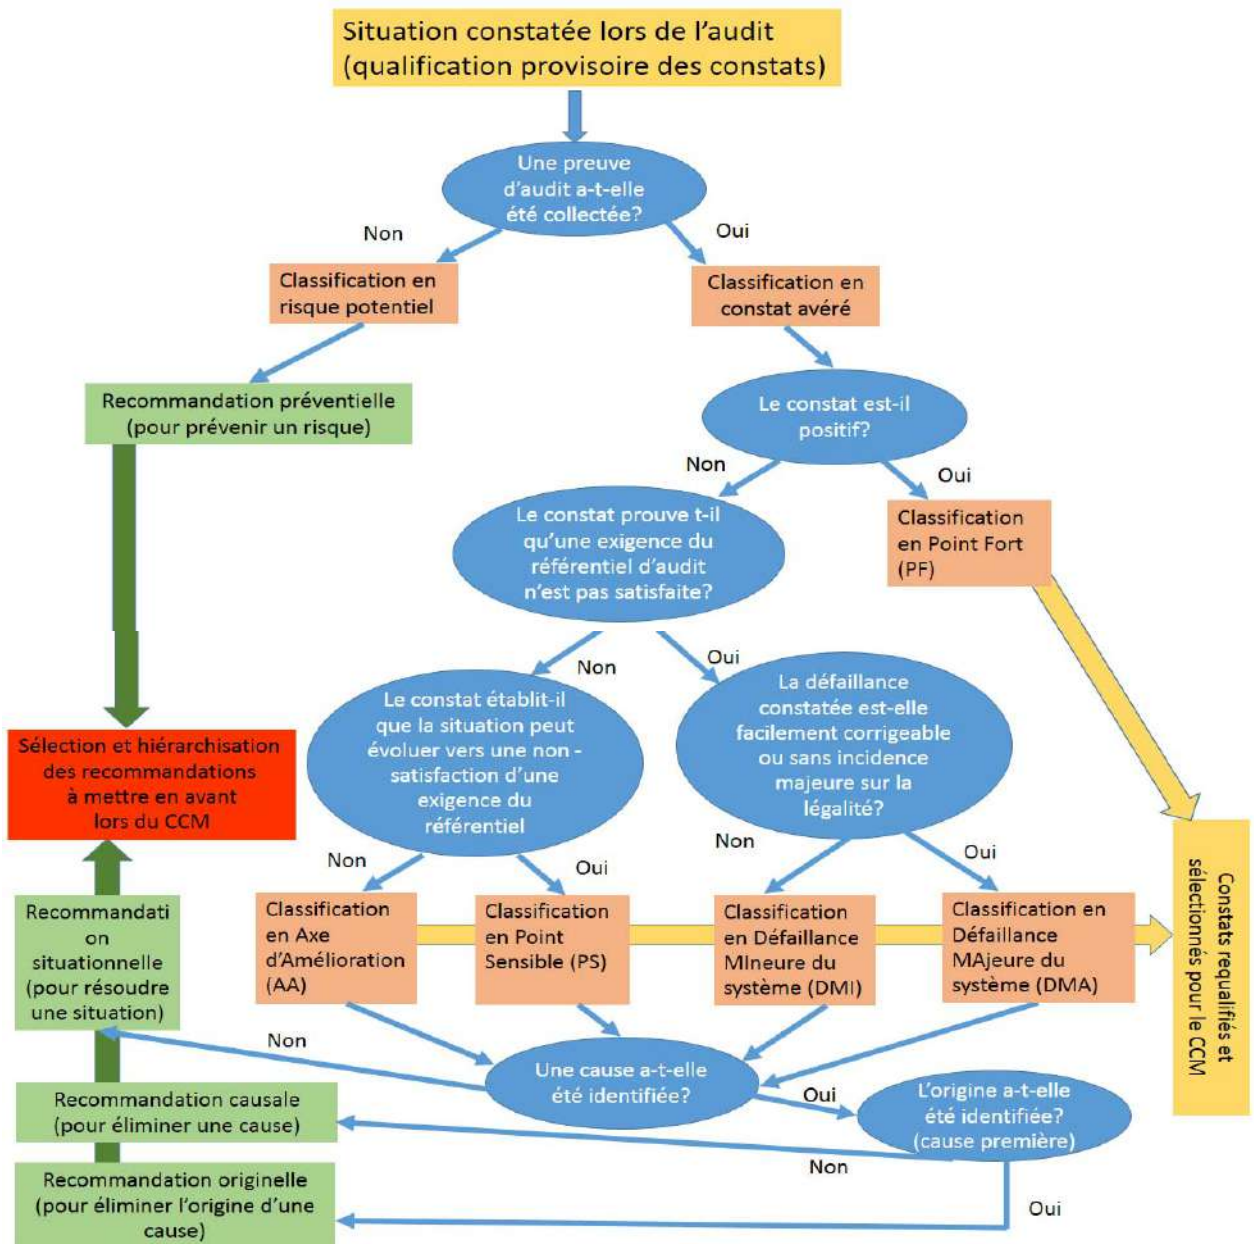 Situation constatée lors de l'audit
(qualification provisoire des constats)
Une preuve
d'audit a-t-elle
été collectée?
Non
Oui
Classification en
risque potentiel
Classification en
constat avéré
Recommandation préventielle
(pour prévenir un risque)
Le constat est-il
positif?
Non
Oui
Le constat prouve t-il
qu'une exigence du
référentiel d'audit
n'est pas satisfaite?
Classification
en Point Fort
(PF)
Non
Oui
Le constat établit-il
que la situation peut
évoluer vers une non -
satisfaction d'une
exigence du
référentiel
La défaillance
constatée est-elle
facilement corrigeable
ou sans incidence
majeure sur la
légalité?
Sélection et hiérarchisation
des recommandations
à mettre en avant
lors du CCM
Non
Oui
Non
Oui
Recommandati
on
situationnelle
(pour résoudre
une situation)
Classification
en Axe
d'Amélioration
(AA)
Classification
en Point
Sensible (PS)
Classification
en Défaillance
MIneure du
système (DMI)
Classification en
Défaillance
MAjeure du
système (DMA)
Constats requalifiés et
sélectionnés pour le CCM
Non
Une cause a-t-elle
été identifiée?
Oui
L'origine a-t-elle
été identifiée?
(cause première)
Recommandation causale
(pour éliminer une cause)
Non
Recommandation originelle
(pour éliminer l'origine d'une
cause)
Oui